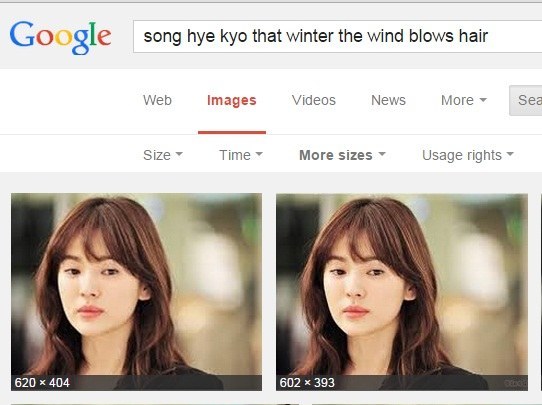 Google song hye kyo that winter the wind blows hair
Web Images Videos News More Sea
Size Time More sizes Usage rights
620 × 404 602 × 393